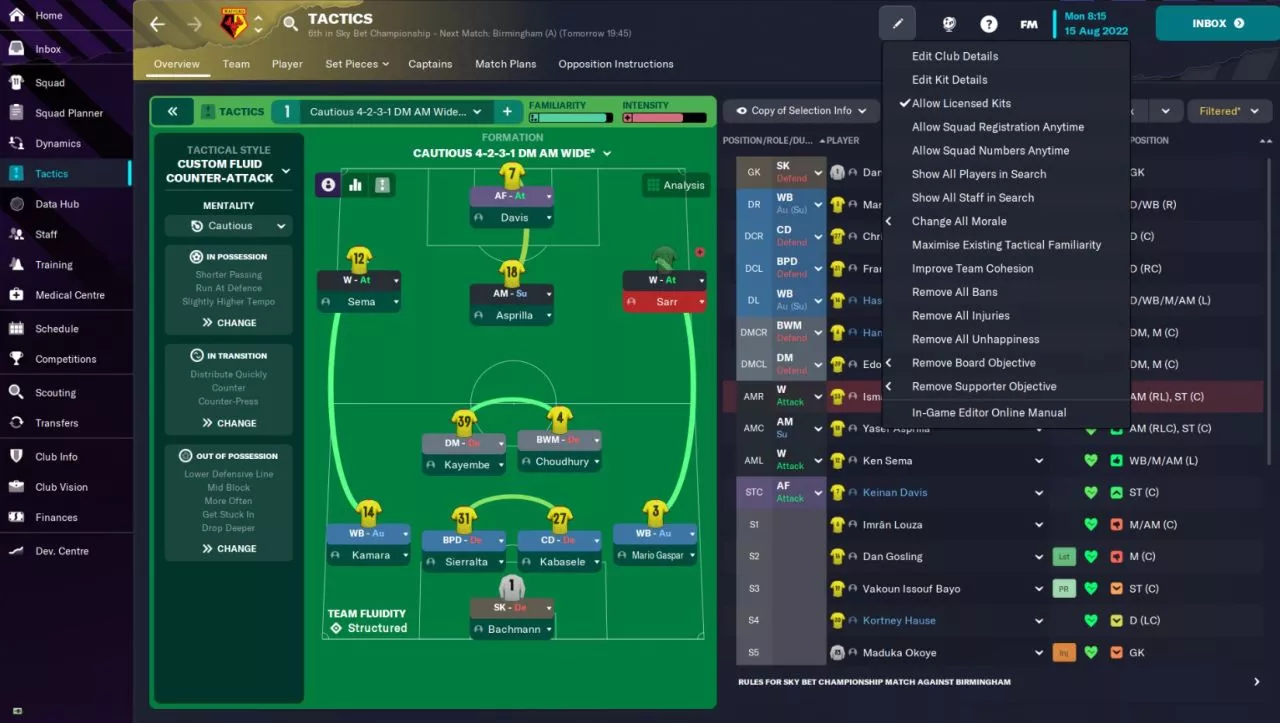 Home
Inbox
Squad
Squad Planner
Dynamics
Tactics
Data Hub
Staff
Training
Medical Centre
Schedule
Competitions
Scouting
Transfers
Club Info
Club Vision
Finances
Dev. Centre
TACTICS
6th in Sky Bet Championship - Next Match: Birmingham (A) (Tomorrow 19:45)
FM
Mon 8:15
15 Aug 2022
INBOX
Overview Team Player Set Pieces Captains Match Plans Opposition Instructions
TACTICS 1 Cautious 4-2-3-1 DM AM Wide... +
FAMILIARITY INTENSITY
TACTICAL STYLE
CUSTOM FLUID
COUNTER-ATTACK
MENTALITY
Cautious
IN POSSESSION
Shorter Passing
Run At Defence
Slightly Higher Tempo
CHANGE
IN TRANSITION
Distribute Quickly
Counter
Counter-Press
CHANGE
OUT OF POSSESSION
Lower Defensive Line
Mid Block
More Often
Get Stuck In
Drop Deeper
CHANGE
FORMATION
CAUTIOUS 4-2-3-1 DM AM WIDE*
Analysis
7
AF - At
Davis
12
W - At
Sema
18
AM - Su
Asprilla
W - At
Sarr
39
DM - De
Kayembe
4
BWM - De
Choudhury
14
WB - Au
Kamara
31
BPD - De
Sierralta
27
CD - De
Kabasele
3
WB - Au
Mario Gaspar
1
SK - De
Bachmann
TEAM FLUIDITY
Structured
Copy of Selection Info
Filtered*
POSITION/ROLE/DU... PLAYER POSITION
GK SK Defend Dan GK
DR WB Au (Su) Mar D/WB (R)
DCR CD Defend Chri D (C)
DCL BPD Defend Fran D (RC)
DL WB Au (Su) Has D/WB/M/AM (L)
DMCR BWM Defend Ham DM, M (C)
DMCL DM Defend Edo DM, M (C)
AMR W Attack Ism AM (RL), ST (C)
AMC AM Su Yaser Asprilla AM (RLC), ST (C)
AML W Attack Ken Sema WB/M/AM (L)
STC AF Attack Keinan Davis ST (C)
S1 Imrân Louza M/AM (C)
S2 Dan Gosling Lst M (C)
S3 Vakoun Issouf Bayo PR ST (C)
S4 Kortney Hause D (LC)
S5 Maduka Okoye Inj GK
RULES FOR SKY BET CHAMPIONSHIP MATCH AGAINST BIRMINGHAM
Edit Club Details
Edit Kit Details
Allow Licensed Kits
Allow Squad Registration Anytime
Allow Squad Numbers Anytime
Show All Players in Search
Show All Staff in Search
Change All Morale
Maximise Existing Tactical Familiarity
Improve Team Cohesion
Remove All Bans
Remove All Injuries
Remove All Unhappiness
Remove Board Objective
Remove Supporter Objective
In-Game Editor Online Manual